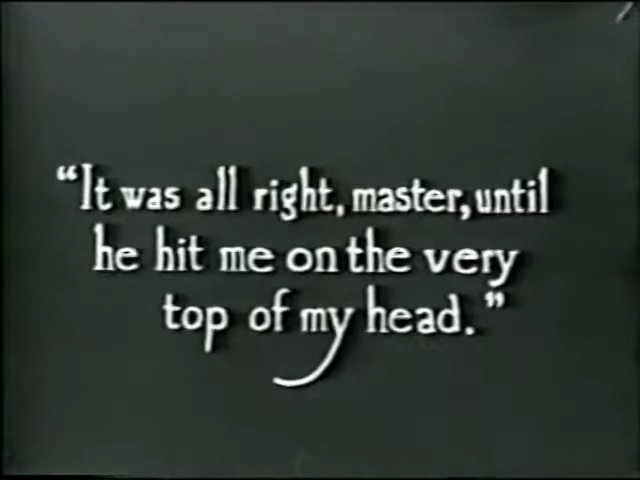 “It was all right, master, until
he hit me on the very
top of my head.”